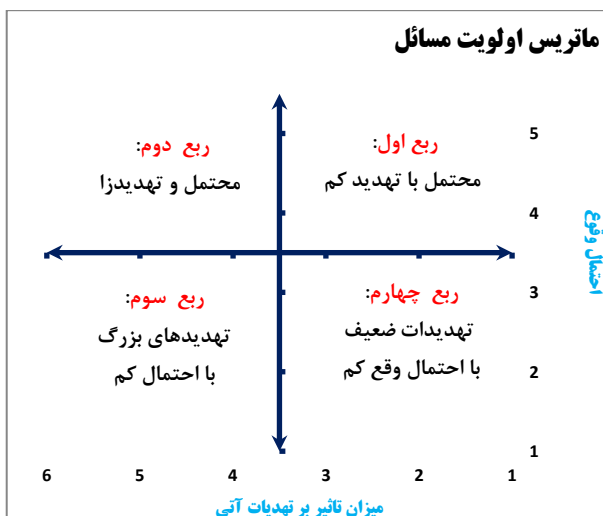 ماتریس اولویت مسائل
ربع اول:
محتمل با تهدید کم
ربع دوم:
محتمل و تهدیدزا
ربع چهارم:
تهدیدات ضعیف
با احتمال وقع کم
ربع سوم:
تهدیدهای بزرگ
با احتمال کم
5
4
3
2
1
احتمال وقوع
1 2 3 4 5 6
میزان تاثیر بر تهدیات آتی